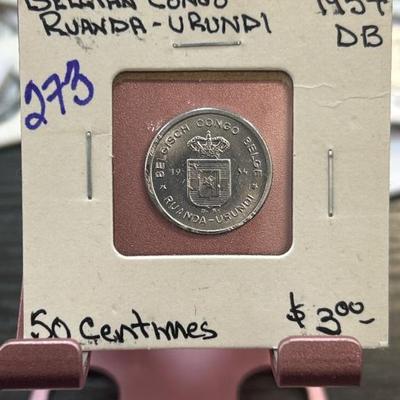 BELGIAN CONGO 1954
RUANDA-URUNDI DB
273
BELGISCH CONGO BELGE
19 54
RUANDA-URUNDI
50 Centimes $3.00